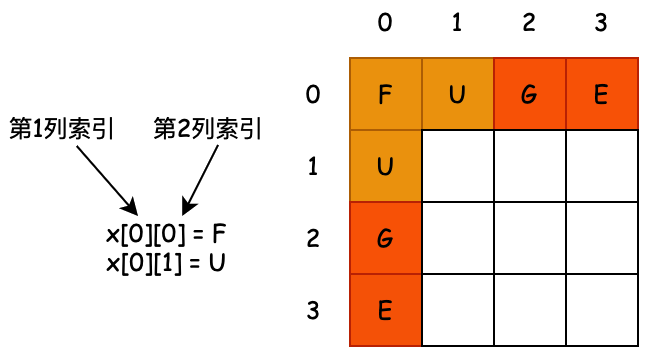 0 1 2 3
0 F U G E
第1列索引 第2列索引
1 U
x[0][0] = F
2 G
x[0][1] = U
3 E